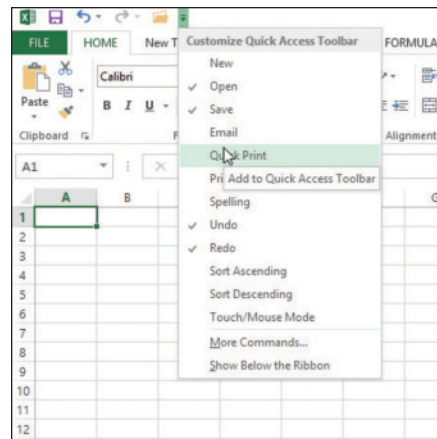 FILE HOME New T FORMULA
Customize Quick Access Toolbar
New
Open
Save
Email
Quick Print
Pri Add to Quick Access Toolbar
Spelling
Undo
Redo
Sort Ascending
Sort Descending
Touch/Mouse Mode
More Commands...
Show Below the Ribbon
Paste
Calibri
B I U
Clipboard F Alignment
A1
A B G
1
2
3
4
5
6
7
8
9
10
11
12